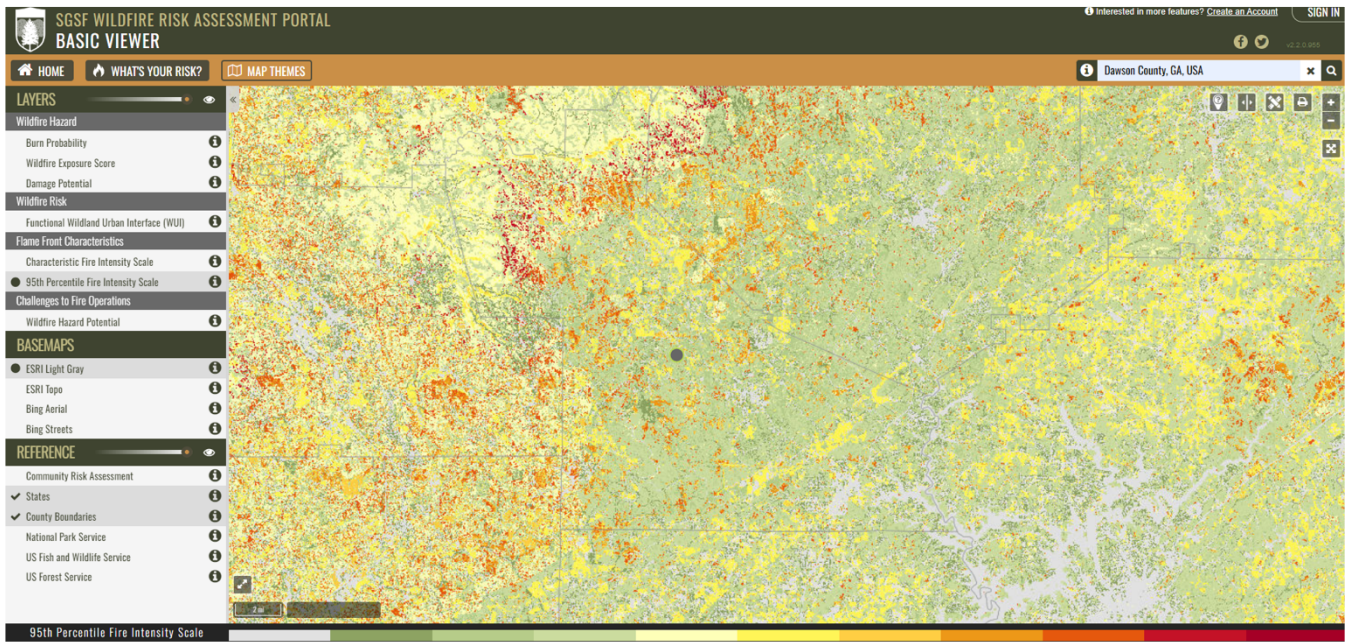 SGSF WILDFIRE RISK ASSESSMENT PORTAL
BASIC VIEWER
Interested in more features? Create an Account
SIGN IN
v2.2.0.966
HOME
WHAT'S YOUR RISK?
MAP THEMES
Dawson County, GA, USA
LAYERS
Wildfire Hazard
Burn Probability
Wildfire Exposure Score
Damage Potential
Wildfire Risk
Functional Wildland Urban Interface (WUI)
Flame Front Characteristics
Characteristic Fire Intensity Scale
95th Percentile Fire Intensity Scale
Challenges to Fire Operations
Wildfire Hazard Potential
BASEMAPS
ESRI Light Gray
ESRI Topo
Bing Aerial
Bing Streets
REFERENCE
Community Risk Assessment
States
County Boundaries
National Park Service
US Fish and Wildlife Service
US Forest Service
2 mi
95th Percentile Fire Intensity Scale